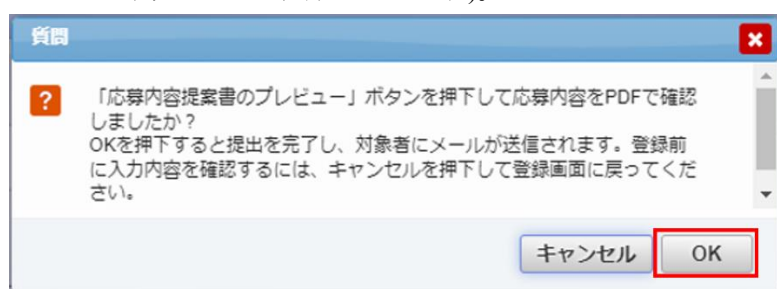 質問
「応募内容提案書のプレビュー」ボタンを押下して応募内容をPDFで確認
しましたか？
OKを押下すると提出を完了し、対象者にメールが送信されます。登録前
に入力内容を確認するには、キャンセルを押下して登録画面に戻ってくだ
さい。
キャンセル OK